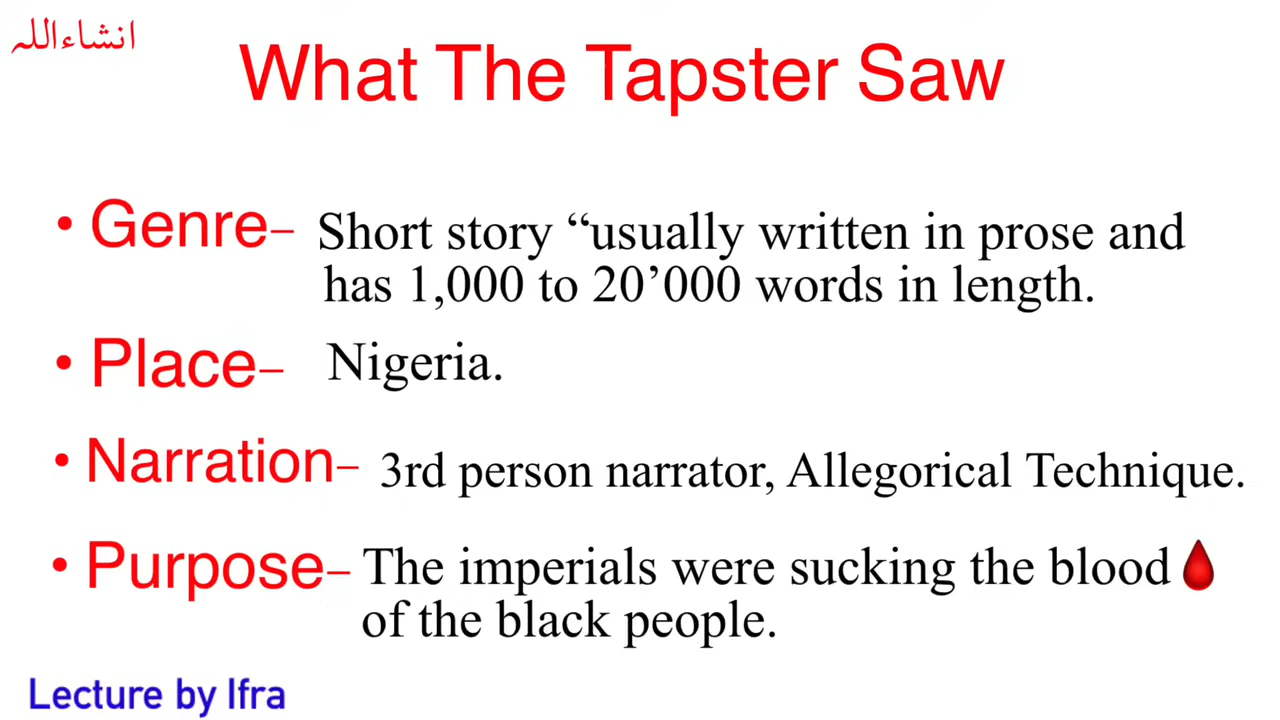 انشاءاللہ
What The Tapster Saw
• Genre– Short story “usually written in prose and
has 1,000 to 20’000 words in length.
• Place– Nigeria.
• Narration– 3rd person narrator, Allegorical Technique.
• Purpose– The imperials were sucking the blood🩸
of the black people.
Lecture by Ifra